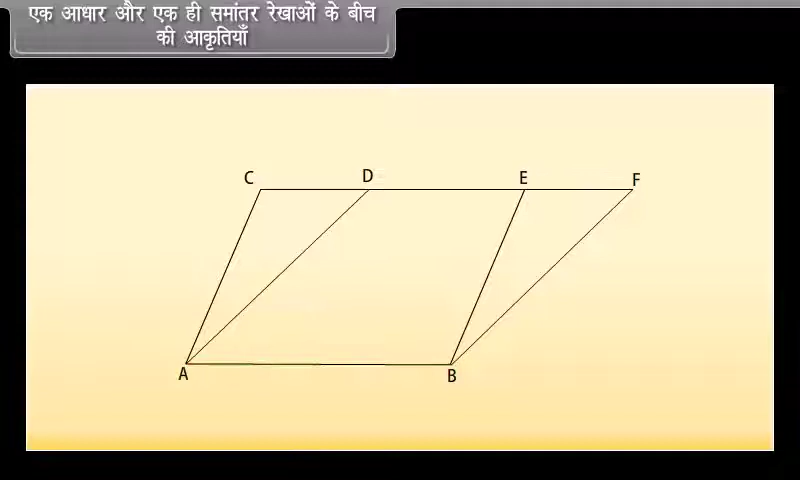 एक आधार और एक ही समांतर रेखाओं के बीच
की आकृतियाँ
C D E F
A B